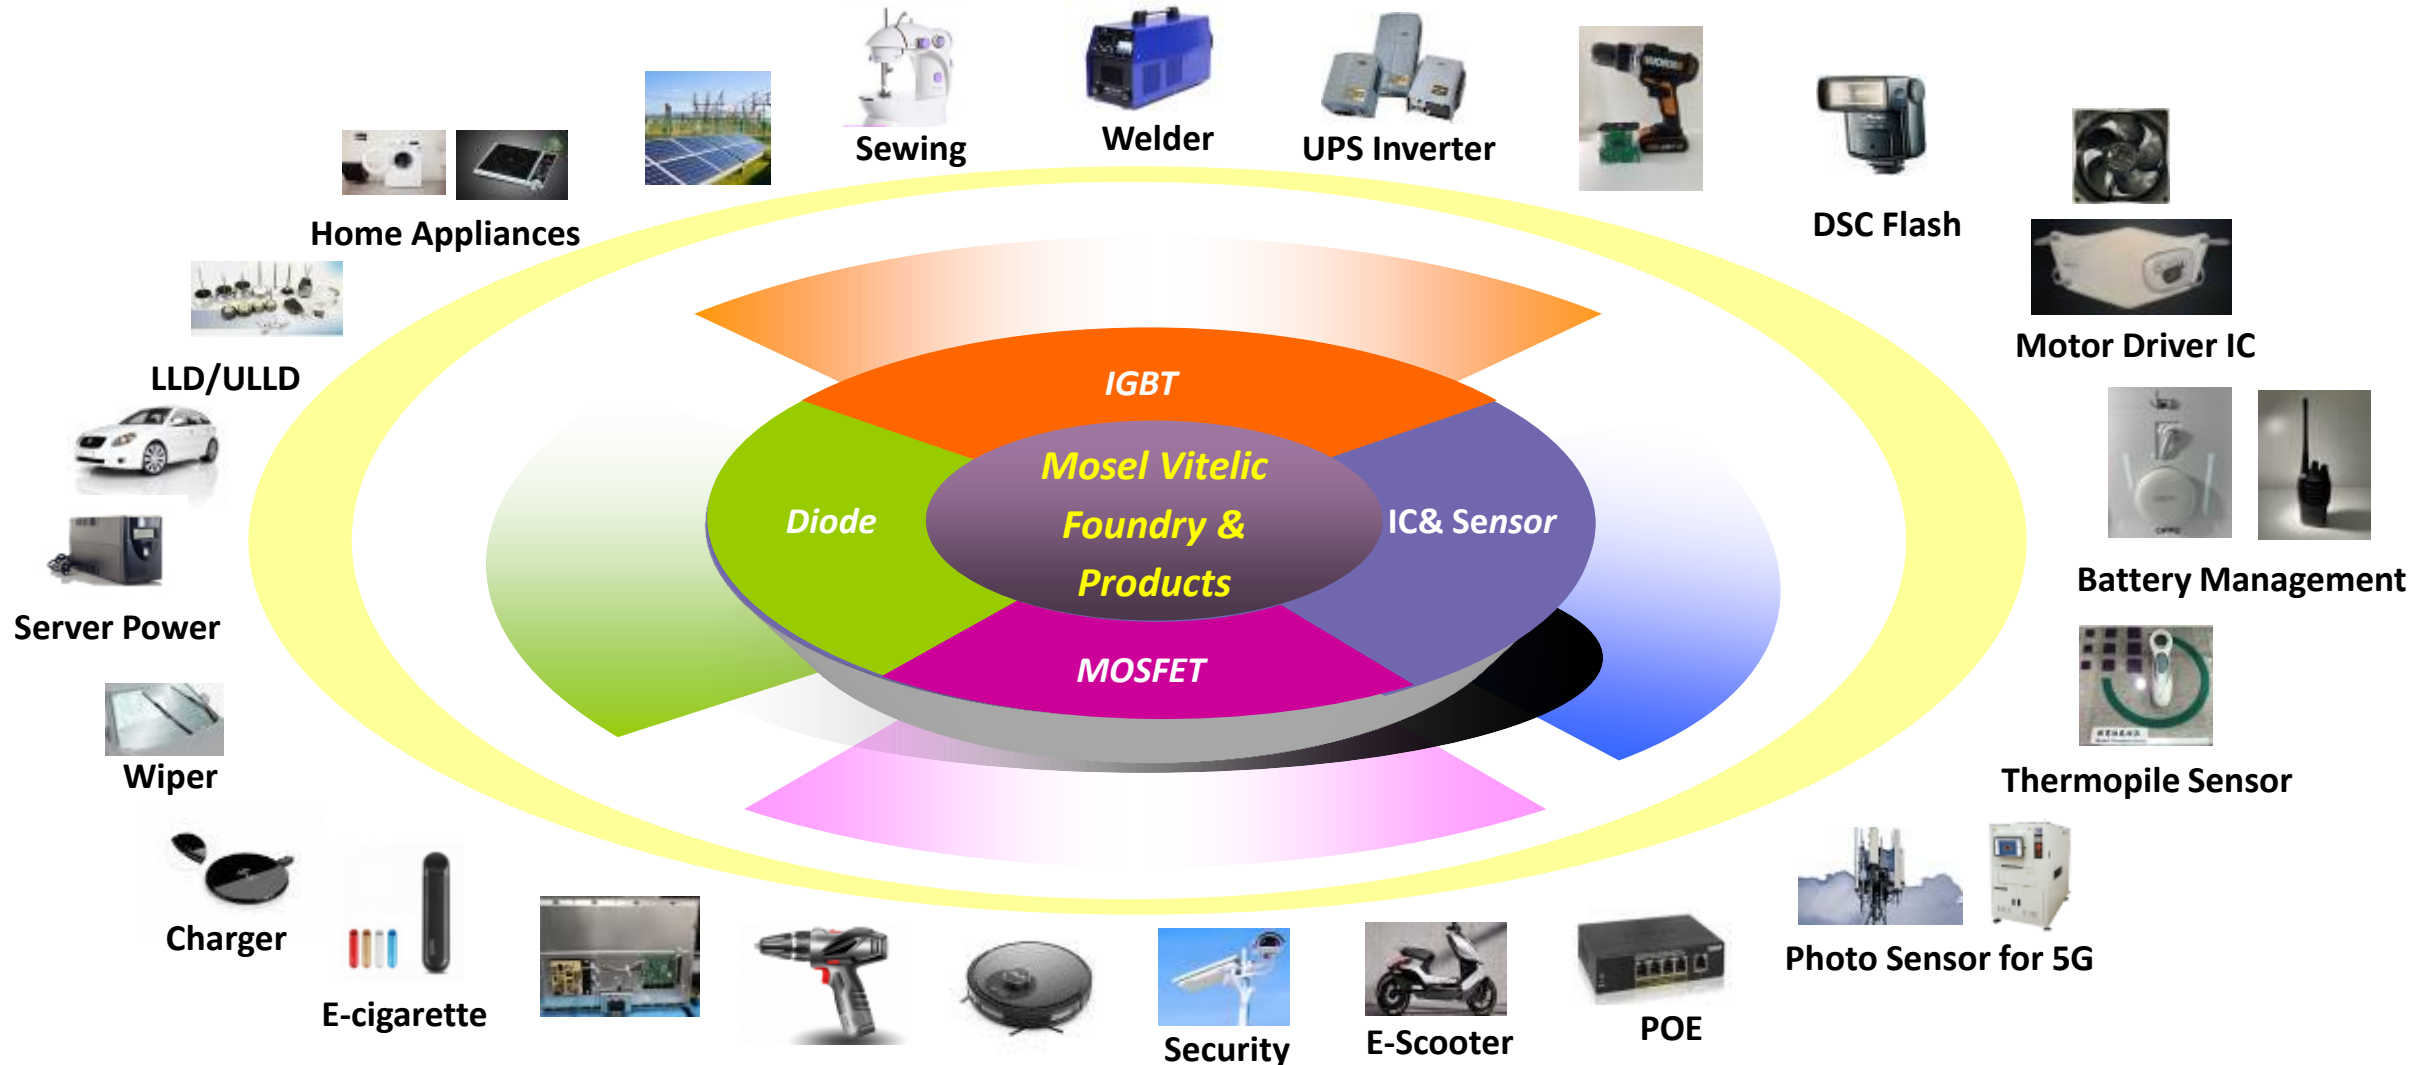 Sewing
Welder
UPS Inverter
DSC Flash
Home Appliances
Motor Driver IC
LLD/ULLD
IGBT
Mosel Vitelic
Foundry &
Products
Diode
IC& Sensor
MOSFET
Battery Management
Server Power
Thermopile Sensor
Wiper
Charger
Photo Sensor for 5G
E-cigarette
Security
E-Scooter
POE